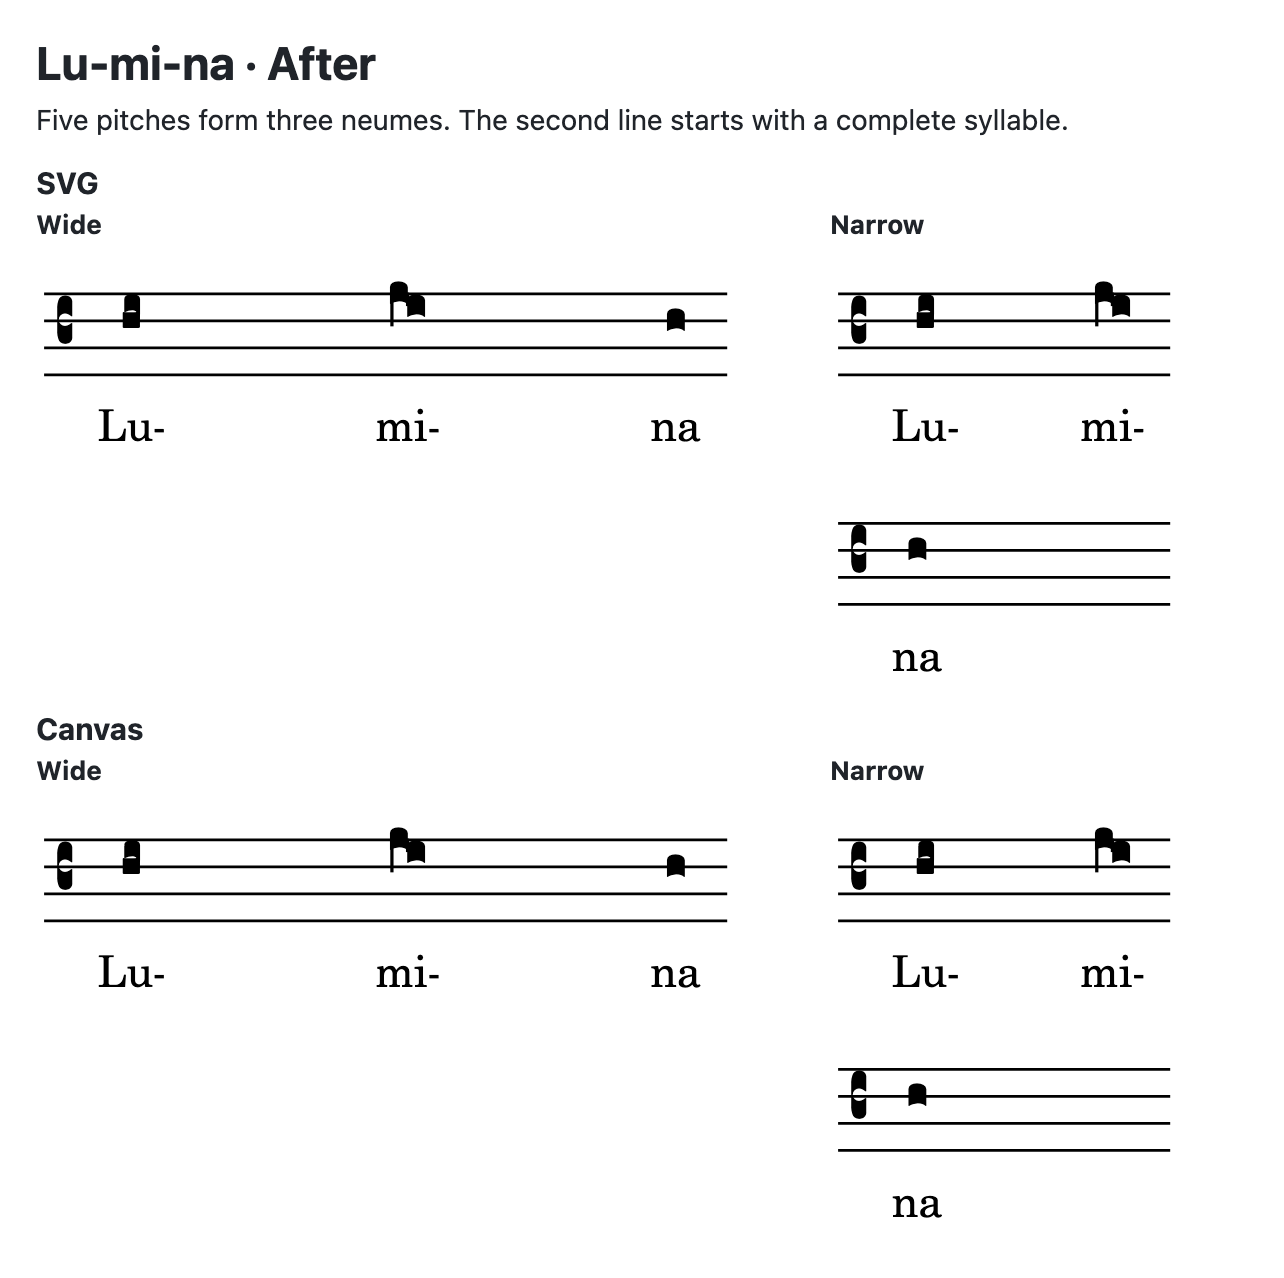 Lu-mi-na · After
Five pitches form three neumes. The second line starts with a complete syllable.
SVG
Wide
Lu- mi- na
Narrow
Lu- mi-
na
Canvas
Wide
Lu- mi- na
Narrow
Lu- mi-
na